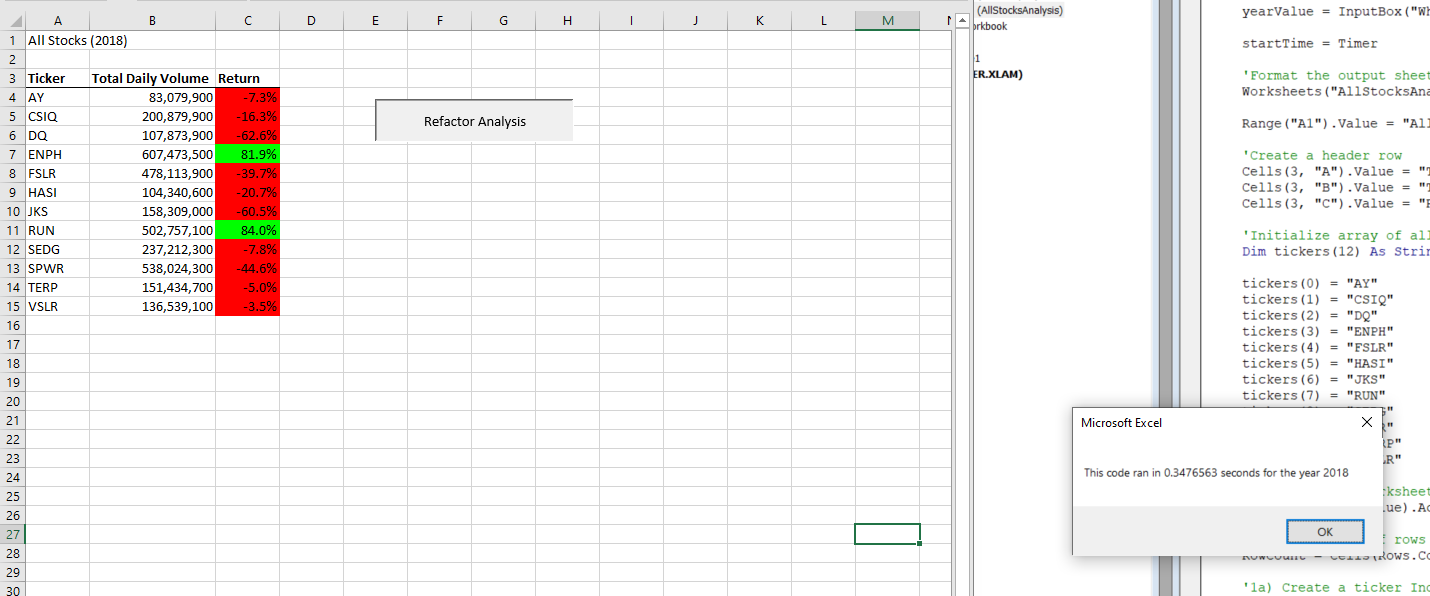 A B C D E F G H I J K L M
1 All Stocks (2018)
2
3 Ticker Total Daily Volume Return
4 AY 83,079,900 -7.3%
5 CSIQ 200,879,900 -16.3%
6 DQ 107,873,900 -62.6%
7 ENPH 607,473,500 81.9%
8 FSLR 478,113,900 -39.7%
9 HASI 104,340,600 -20.7%
10 JKS 158,309,000 -60.5%
11 RUN 502,757,100 84.0%
12 SEDG 237,212,300 -7.8%
13 SPWR 538,024,300 -44.6%
14 TERP 151,434,700 -5.0%
15 VSLR 136,539,100 -3.5%
16
17
18
19
20
21
22
23
24
25
26
27
28
29
30
Refactor Analysis
(AllStocksAnalysis)
orkbook
1
ER.XLAM)
yearValue = InputBox("Wh
startTime = Timer
'Format the output sheet
Worksheets("AllStocksAna
Range("A1").Value = "All
'Create a header row
Cells(3, "A").Value = "T
Cells(3, "B").Value = "T
Cells(3, "C").Value = "R
'Initialize array of all
Dim tickers(12) As Strin
tickers(0) = "AY"
tickers(1) = "CSIQ"
tickers(2) = "DQ"
tickers(3) = "ENPH"
tickers(4) = "FSLR"
tickers(5) = "HASI"
tickers(6) = "JKS"
tickers(7) = "RUN"
RP"
LR"
ksheet
lue).Ac
f rows
RowCount = Cells(Rows.Co
'1a) Create a ticker Ind
Microsoft Excel
This code ran in 0.3476563 seconds for the year 2018
OK